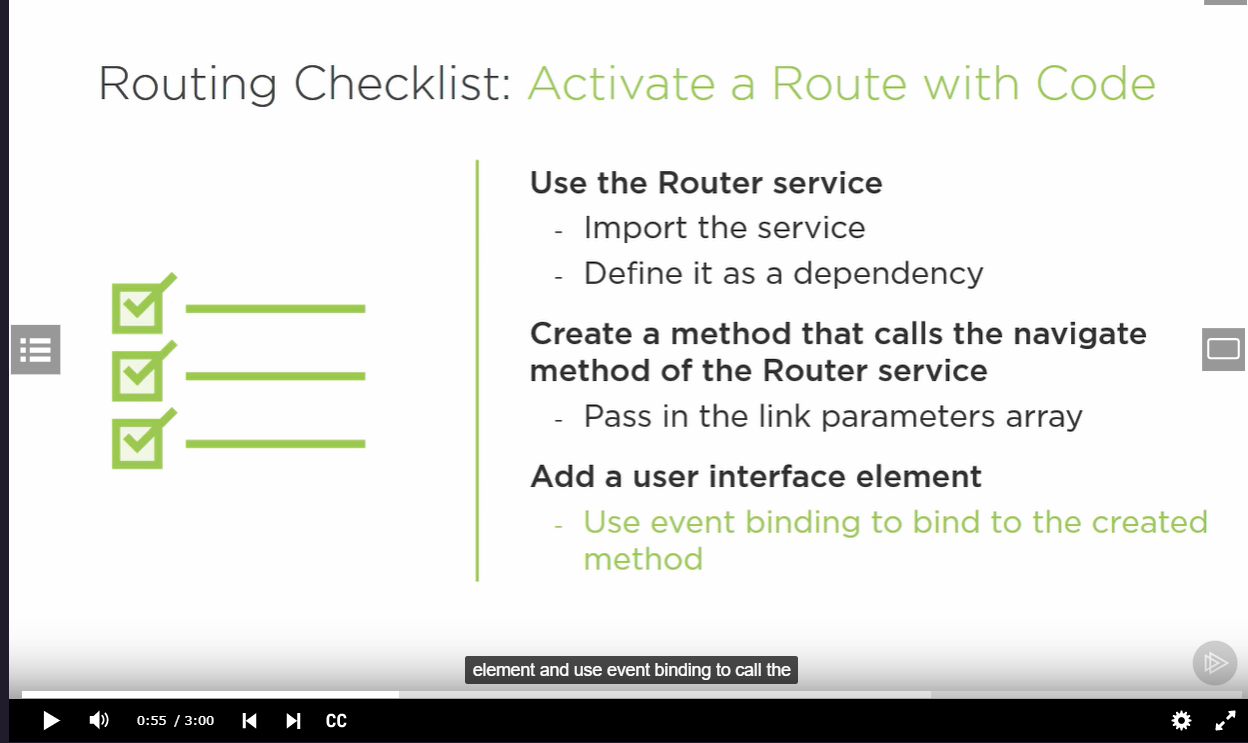 Routing Checklist: Activate a Route with Code
Use the Router service
- Import the service
- Define it as a dependency
Create a method that calls the navigate
method of the Router service
- Pass in the link parameters array
Add a user interface element
- Use event binding to bind to the created
method
element and use event binding to call the
0:55 / 3:00
CC